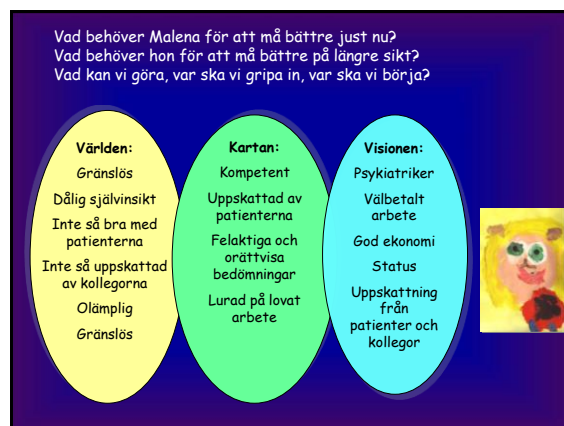 Vad behöver Malena för att må bättre just nu?
Vad behöver hon för att må bättre på längre sikt?
Vad kan vi göra, var ska vi gripa in, var ska vi börja?
Världen:
Gränslös
Dålig självinsikt
Inte så bra med
patienterna
Inte så uppskattad
av kollegorna
Olämplig
Gränslös
Kartan:
Kompetent
Uppskattad av
patienterna
Felaktiga och
orättvisa
bedömningar
Lurad på lovat
arbete
Visionen:
Psykiatriker
Välbetalt
arbete
God ekonomi
Status
Uppskattning
från
patienter och
kollegor